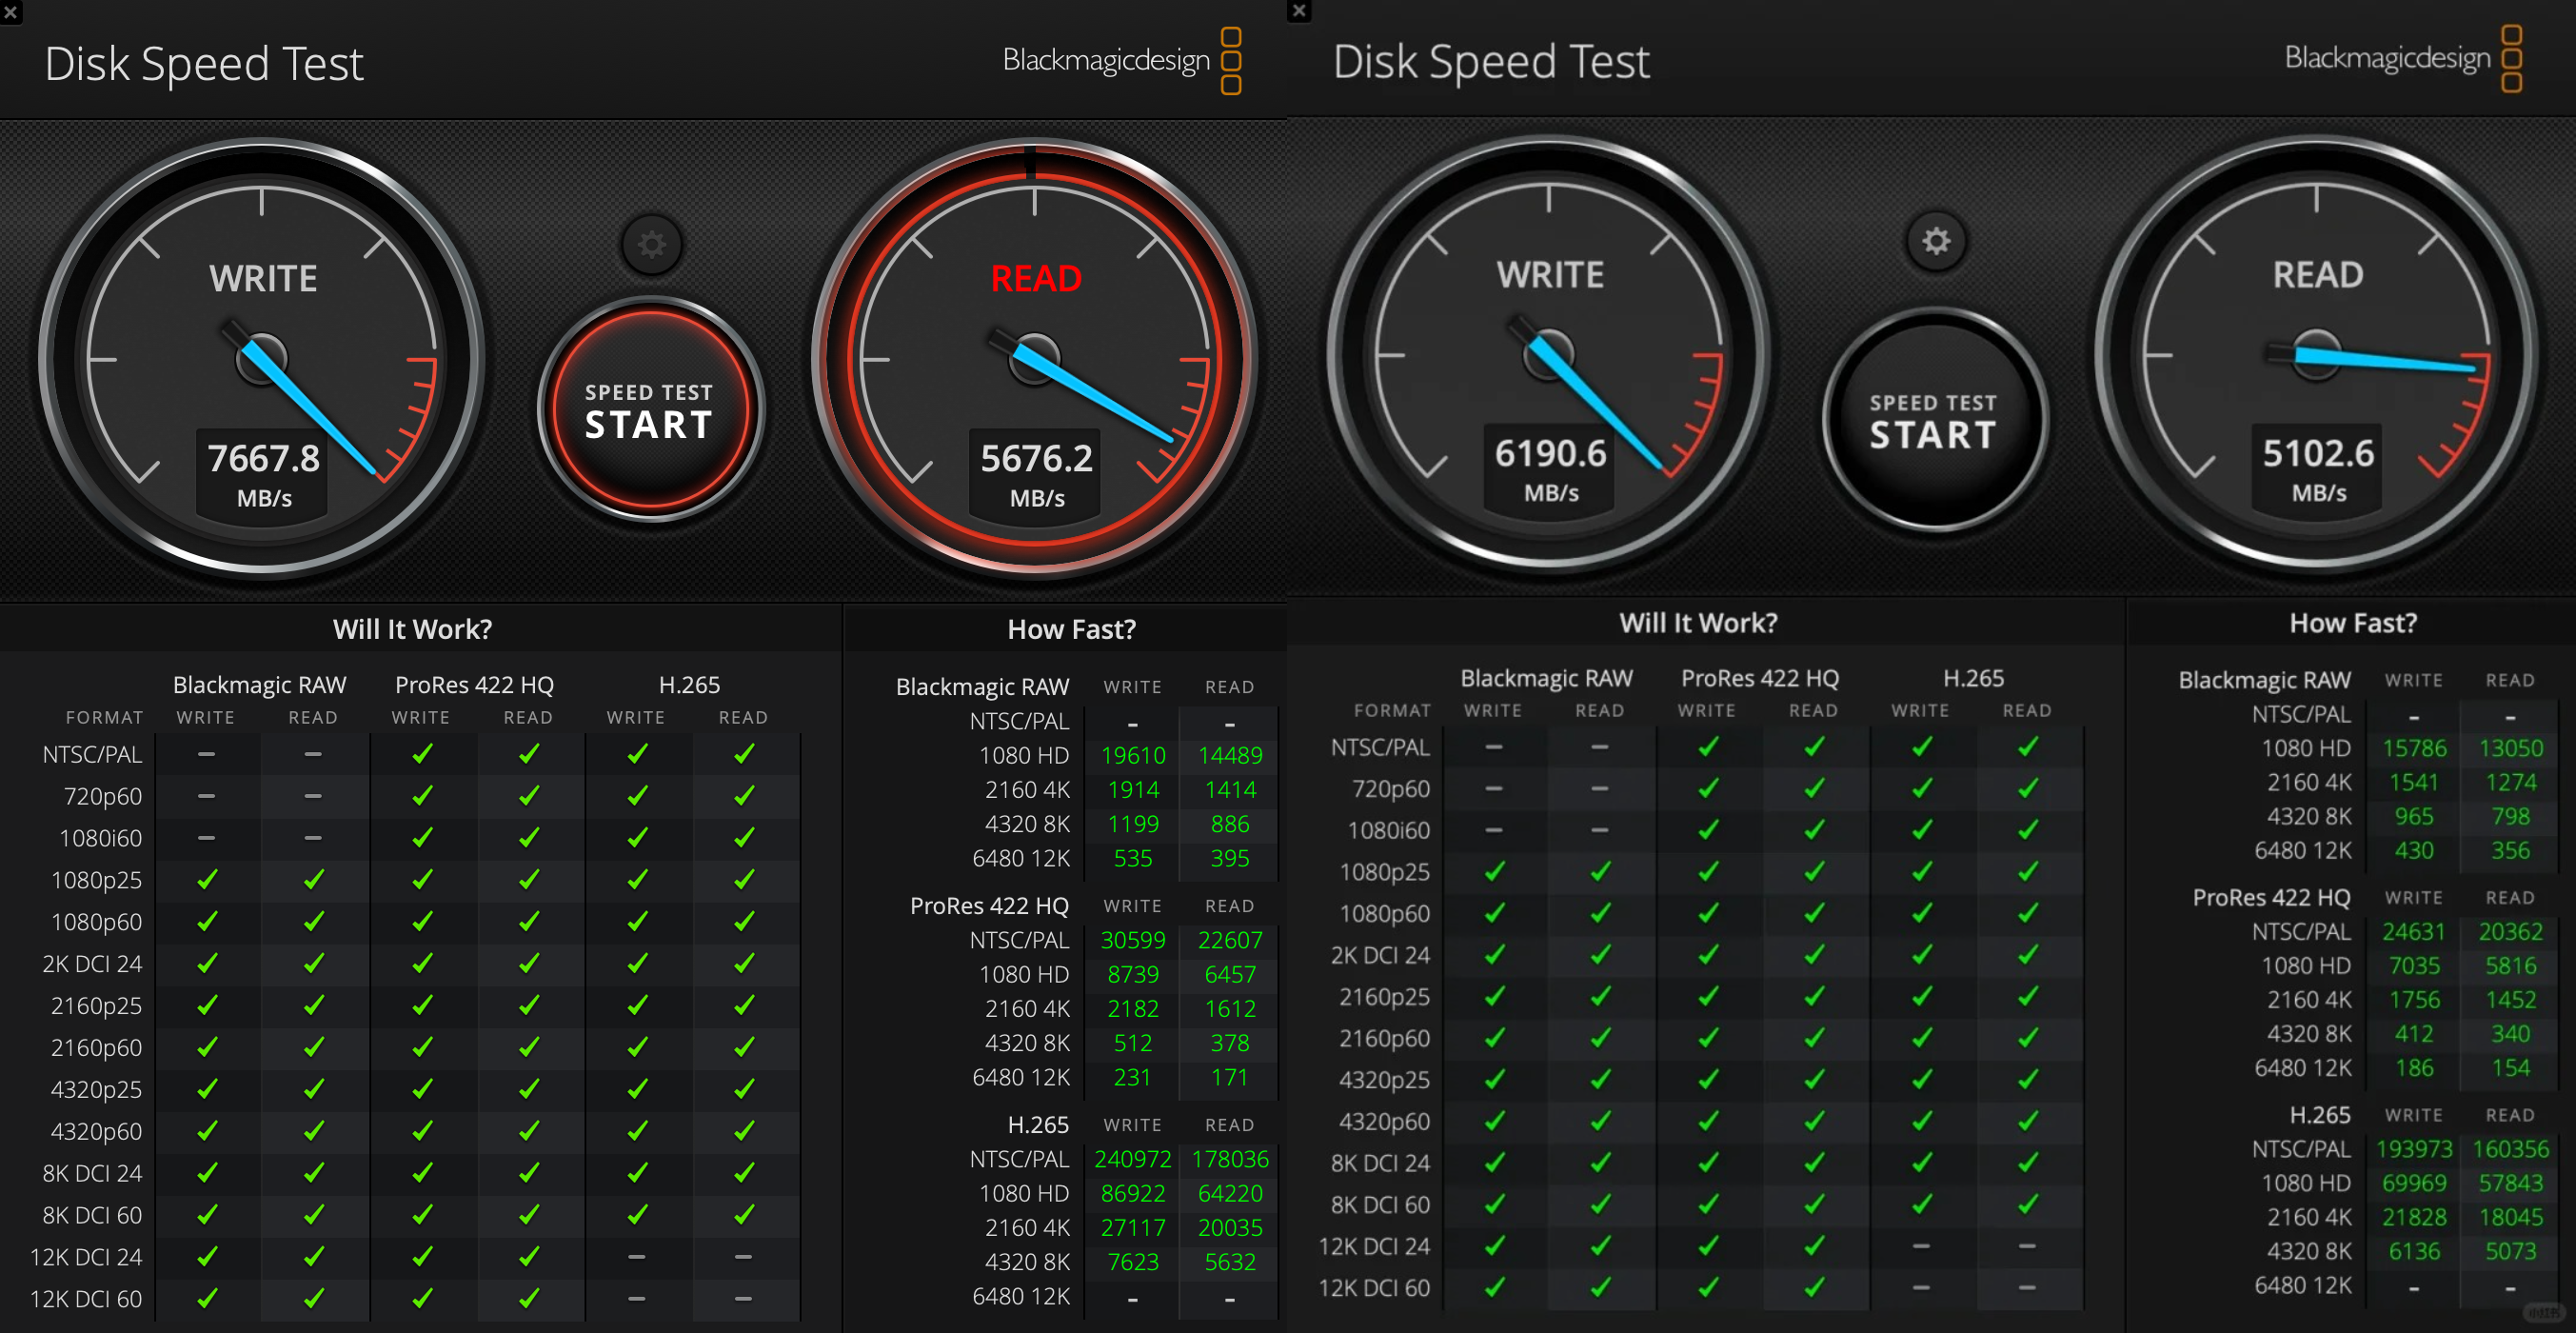 Disk Speed Test
Blackmagicdesign
WRITE
7667.8
MB/s
SPEED TEST
START
READ
5676.2
MB/s
Will It Work?
Blackmagic RAW ProRes 422 HQ H.265
FORMAT WRITE READ WRITE READ WRITE READ
NTSC/PAL – – ✓ ✓ ✓ ✓
720p60 – – ✓ ✓ ✓ ✓
1080i60 – – ✓ ✓ ✓ ✓
1080p25 ✓ ✓ ✓ ✓ ✓ ✓
1080p60 ✓ ✓ ✓ ✓ ✓ ✓
2K DCI 24 ✓ ✓ ✓ ✓ ✓ ✓
2160p25 ✓ ✓ ✓ ✓ ✓ ✓
2160p60 ✓ ✓ ✓ ✓ ✓ ✓
4320p25 ✓ ✓ ✓ ✓ ✓ ✓
4320p60 ✓ ✓ ✓ ✓ ✓ ✓
8K DCI 24 ✓ ✓ ✓ ✓ ✓ ✓
8K DCI 60 ✓ ✓ ✓ ✓ ✓ ✓
12K DCI 24 ✓ ✓ ✓ ✓ – –
12K DCI 60 ✓ ✓ ✓ ✓ – –
How Fast?
Blackmagic RAW WRITE READ
NTSC/PAL - -
1080 HD 19610 14489
2160 4K 1914 1414
4320 8K 1199 886
6480 12K 535 395
ProRes 422 HQ WRITE READ
NTSC/PAL 30599 22607
1080 HD 8739 6457
2160 4K 2182 1612
4320 8K 512 378
6480 12K 231 171
H.265 WRITE READ
NTSC/PAL 240972 178036
1080 HD 86922 64220
2160 4K 27117 20035
4320 8K 7623 5632
6480 12K - -
Disk Speed Test
Blackmagicdesign
WRITE
6190.6
MB/s
SPEED TEST
START
READ
5102.6
MB/s
Will It Work?
Blackmagic RAW ProRes 422 HQ H.265
FORMAT WRITE READ WRITE READ WRITE READ
NTSC/PAL – – ✓ ✓ ✓ ✓
720p60 – – ✓ ✓ ✓ ✓
1080i60 – – ✓ ✓ ✓ ✓
1080p25 ✓ ✓ ✓ ✓ ✓ ✓
1080p60 ✓ ✓ ✓ ✓ ✓ ✓
2K DCI 24 ✓ ✓ ✓ ✓ ✓ ✓
2160p25 ✓ ✓ ✓ ✓ ✓ ✓
2160p60 ✓ ✓ ✓ ✓ ✓ ✓
4320p25 ✓ ✓ ✓ ✓ ✓ ✓
4320p60 ✓ ✓ ✓ ✓ ✓ ✓
8K DCI 24 ✓ ✓ ✓ ✓ ✓ ✓
8K DCI 60 ✓ ✓ ✓ ✓ ✓ ✓
12K DCI 24 ✓ ✓ ✓ ✓ – –
12K DCI 60 ✓ ✓ ✓ ✓ – –
How Fast?
Blackmagic RAW WRITE READ
NTSC/PAL - -
1080 HD 15786 13050
2160 4K 1541 1274
4320 8K 965 798
6480 12K 430 356
ProRes 422 HQ WRITE READ
NTSC/PAL 24631 20362
1080 HD 7035 5816
2160 4K 1756 1452
4320 8K 412 340
6480 12K 186 154
H.265 WRITE READ
NTSC/PAL 193973 160356
1080 HD 69969 57843
2160 4K 21828 18045
4320 8K 6136 5073
6480 12K - -